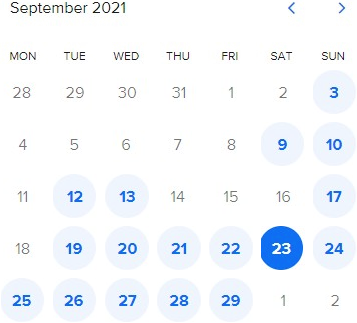 September 2021
MON TUE WED THU FRI SAT SUN
28 29 30 31 1 2 3
4 5 6 7 8 9 10
11 12 13 14 15 16 17
18 19 20 21 22 23 24
25 26 27 28 29 1 2